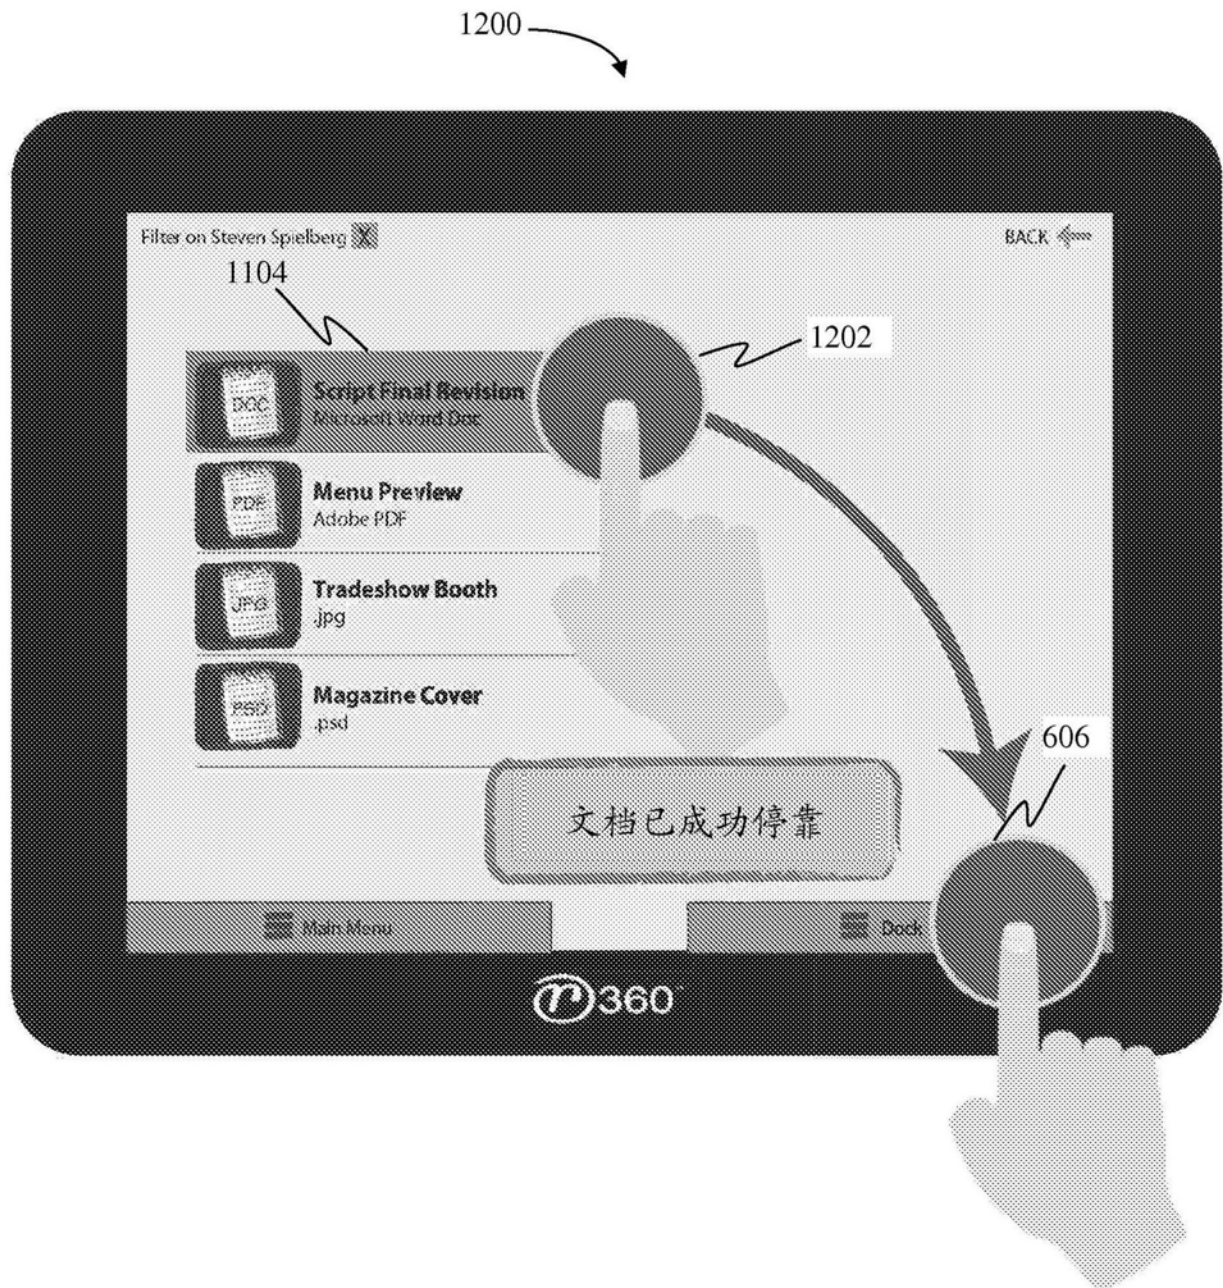 1200
Filter on Steven Spielberg X
BACK
1104
1202
DOC
Script Final Revision
Microsoft Word Doc
PDF
Menu Preview
Adobe PDF
JPG
Tradeshow Booth
.jpg
PSD
Magazine Cover
.psd
606
文档已成功停靠
Main Menu
Dock
r360™